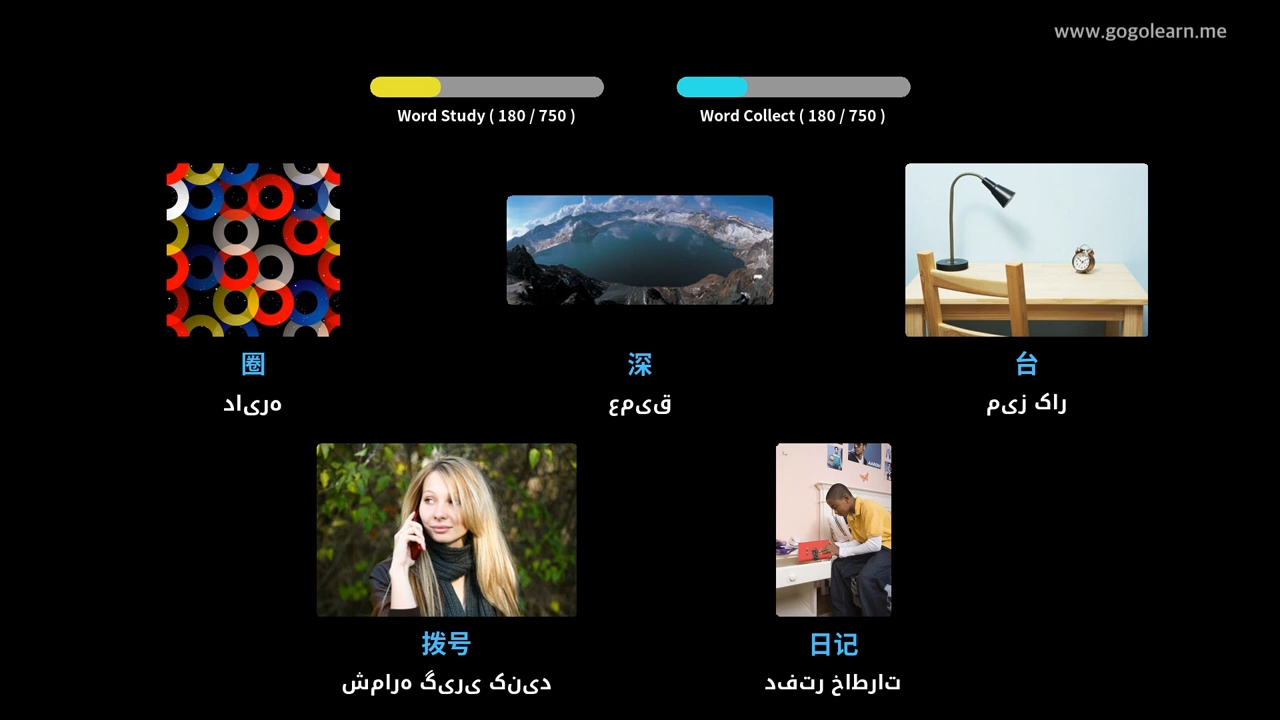 www.gogolearn.me
Word Study ( 180 / 750 )
Word Collect ( 180 / 750 )
圈
دایره
深
عمیق
台
میز کار
拨号
شماره گیری کنید
日记
دفتر خاطرات